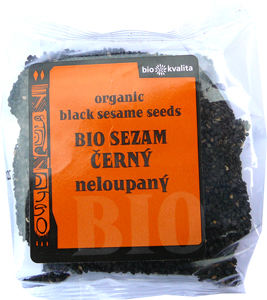 bio kvalita
organic
black sesame seeds
BIO SEZAM
ČERNÝ
neloupaný
BIO